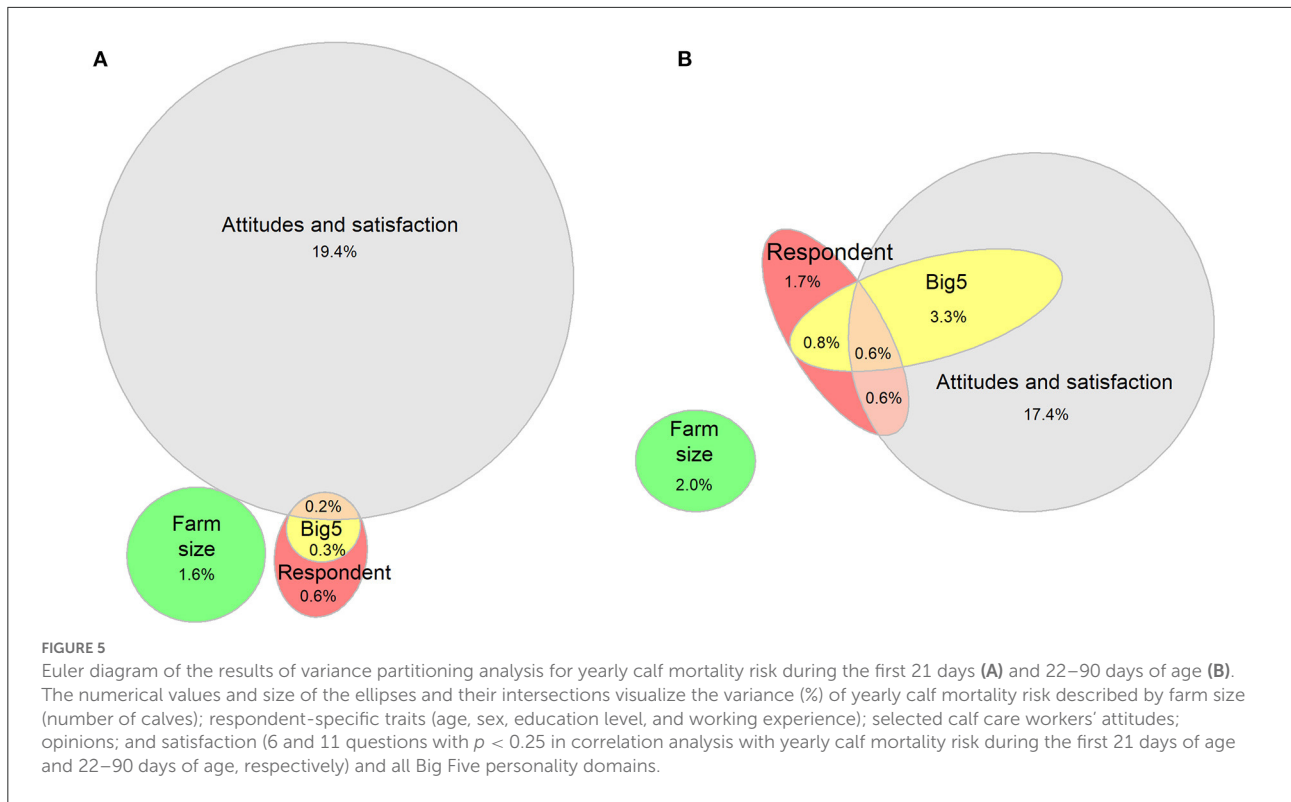 A
Attitudes and satisfaction
19.4%
Farm
size
1.6%
0.2%
Big5
0.3%
Respondent
0.6%
B
Respondent
1.7%
Big5
3.3%
0.8%
0.6%
0.6%
Attitudes and satisfaction
17.4%
Farm
size
2.0%
FIGURE 5
Euler diagram of the results of variance partitioning analysis for yearly calf mortality risk during the first 21 days (A) and 22–90 days of age (B).
The numerical values and size of the ellipses and their intersections visualize the variance (%) of yearly calf mortality risk described by farm size
(number of calves); respondent-specific traits (age, sex, education level, and working experience); selected calf care workers' attitudes;
opinions; and satisfaction (6 and 11 questions with p < 0.25 in correlation analysis with yearly calf mortality risk during the first 21 days of age
and 22–90 days of age, respectively) and all Big Five personality domains.